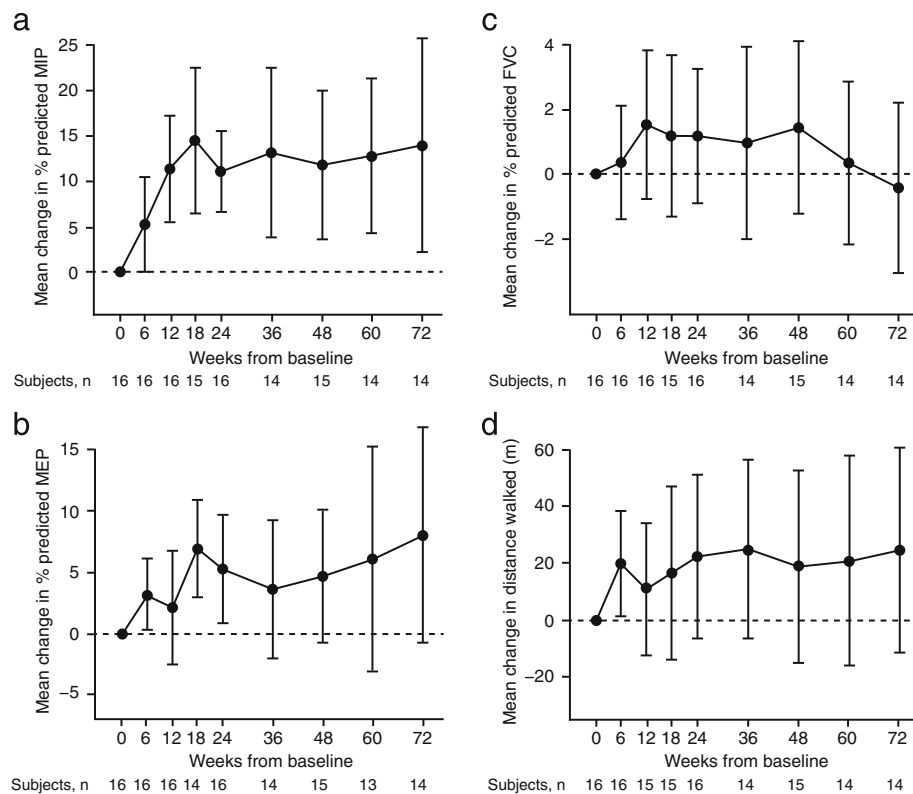 a
Mean change in % predicted MIP
25
20
15
10
5
0
0 6 12 18 24 36 48 60 72
Weeks from baseline
Subjects, n 16 16 16 15 16 14 15 14 14
c
Mean change in % predicted FVC
4
2
0
−2
0 6 12 18 24 36 48 60 72
Weeks from baseline
Subjects, n 16 16 16 15 16 14 15 14 14
b
Mean change in % predicted MEP
15
10
5
0
−5
0 6 12 18 24 36 48 60 72
Weeks from baseline
Subjects, n 16 16 16 14 16 14 15 13 14
d
Mean change in distance walked (m)
60
40
20
0
−20
0 6 12 18 24 36 48 60 72
Weeks from baseline
Subjects, n 16 16 15 15 16 14 15 14 14